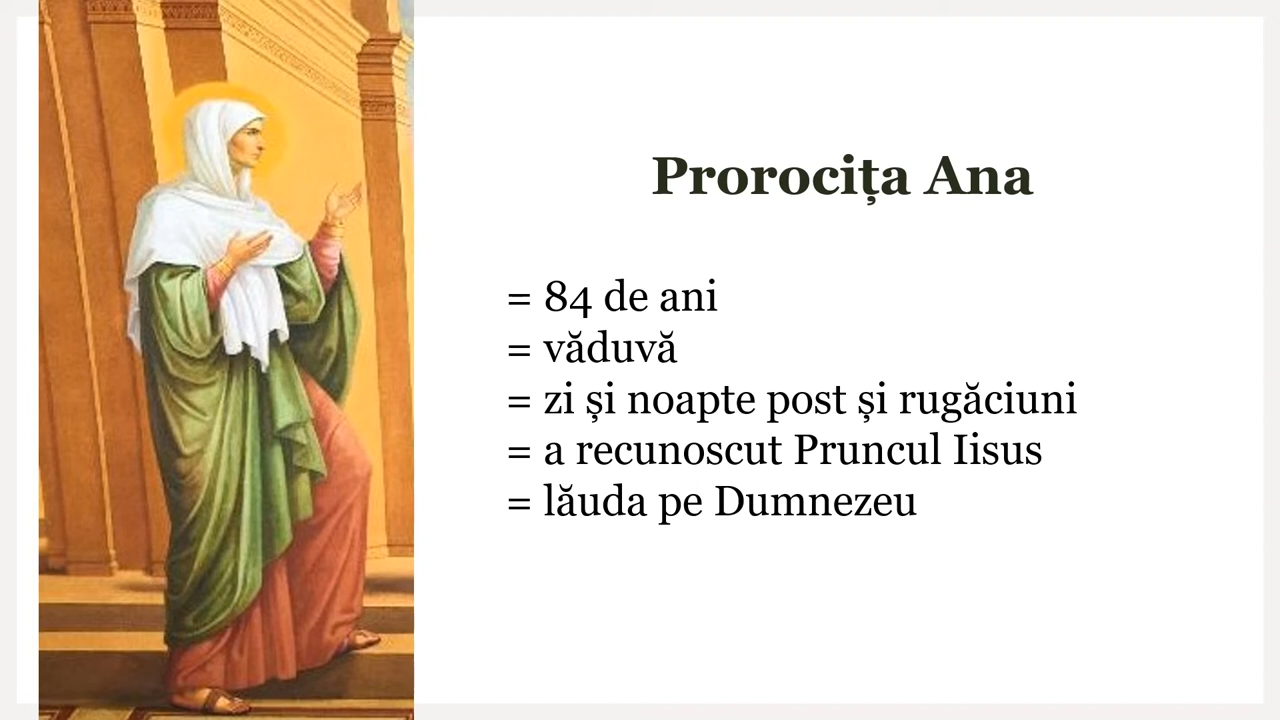 Prorocița Ana
= 84 de ani
= văduvă
= zi și noapte post și rugăciuni
= a recunoscut Pruncul Iisus
= lăuda pe Dumnezeu